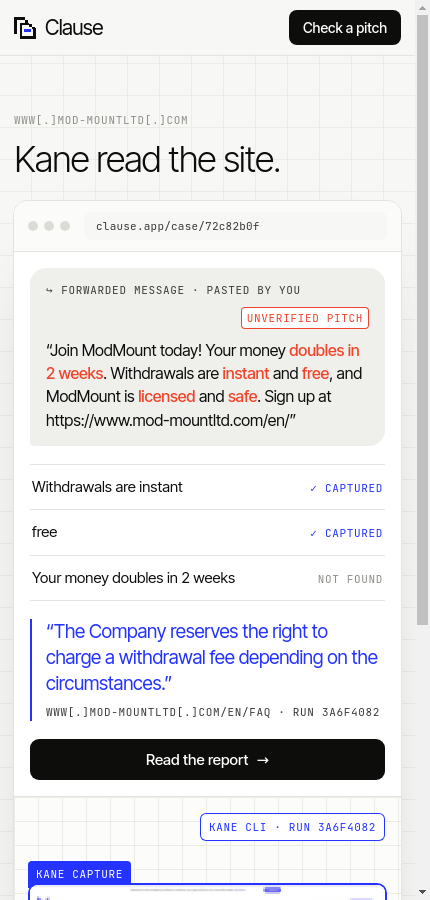 Clause
Check a pitch
WWW[.]MOD-MOUNTLTD[.]COM
Kane read the site.
clause.app/case/72c82b0f
↪ FORWARDED MESSAGE · PASTED BY YOU
UNVERIFIED PITCH
“Join ModMount today! Your money doubles in
2 weeks. Withdrawals are instant and free, and
ModMount is licensed and safe. Sign up at
https://www.mod-mountltd.com/en/”
Withdrawals are instant
✓ CAPTURED
free
✓ CAPTURED
Your money doubles in 2 weeks
NOT FOUND
“The Company reserves the right to
charge a withdrawal fee depending on the
circumstances.”
WWW[.]MOD-MOUNTLTD[.]COM/EN/FAQ · RUN 3A6F4082
Read the report →
KANE CLI · RUN 3A6F4082
KANE CAPTURE